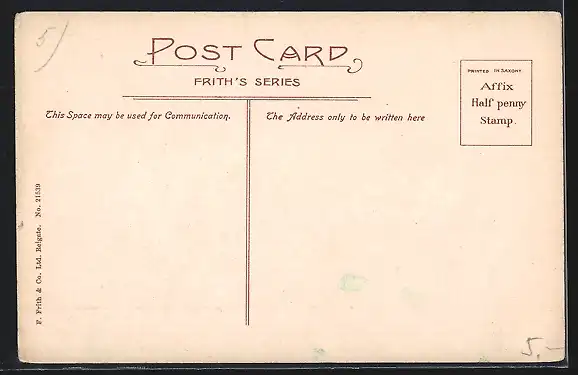 5/
POST CARD
FRITH'S SERIES
This Space may be used for Communication.
The Address only to be written here
PRINTED IN SAXONY
Affix
Half penny
Stamp.
F. Frith & Co. Ltd. Reigate. No. 21539
5.-